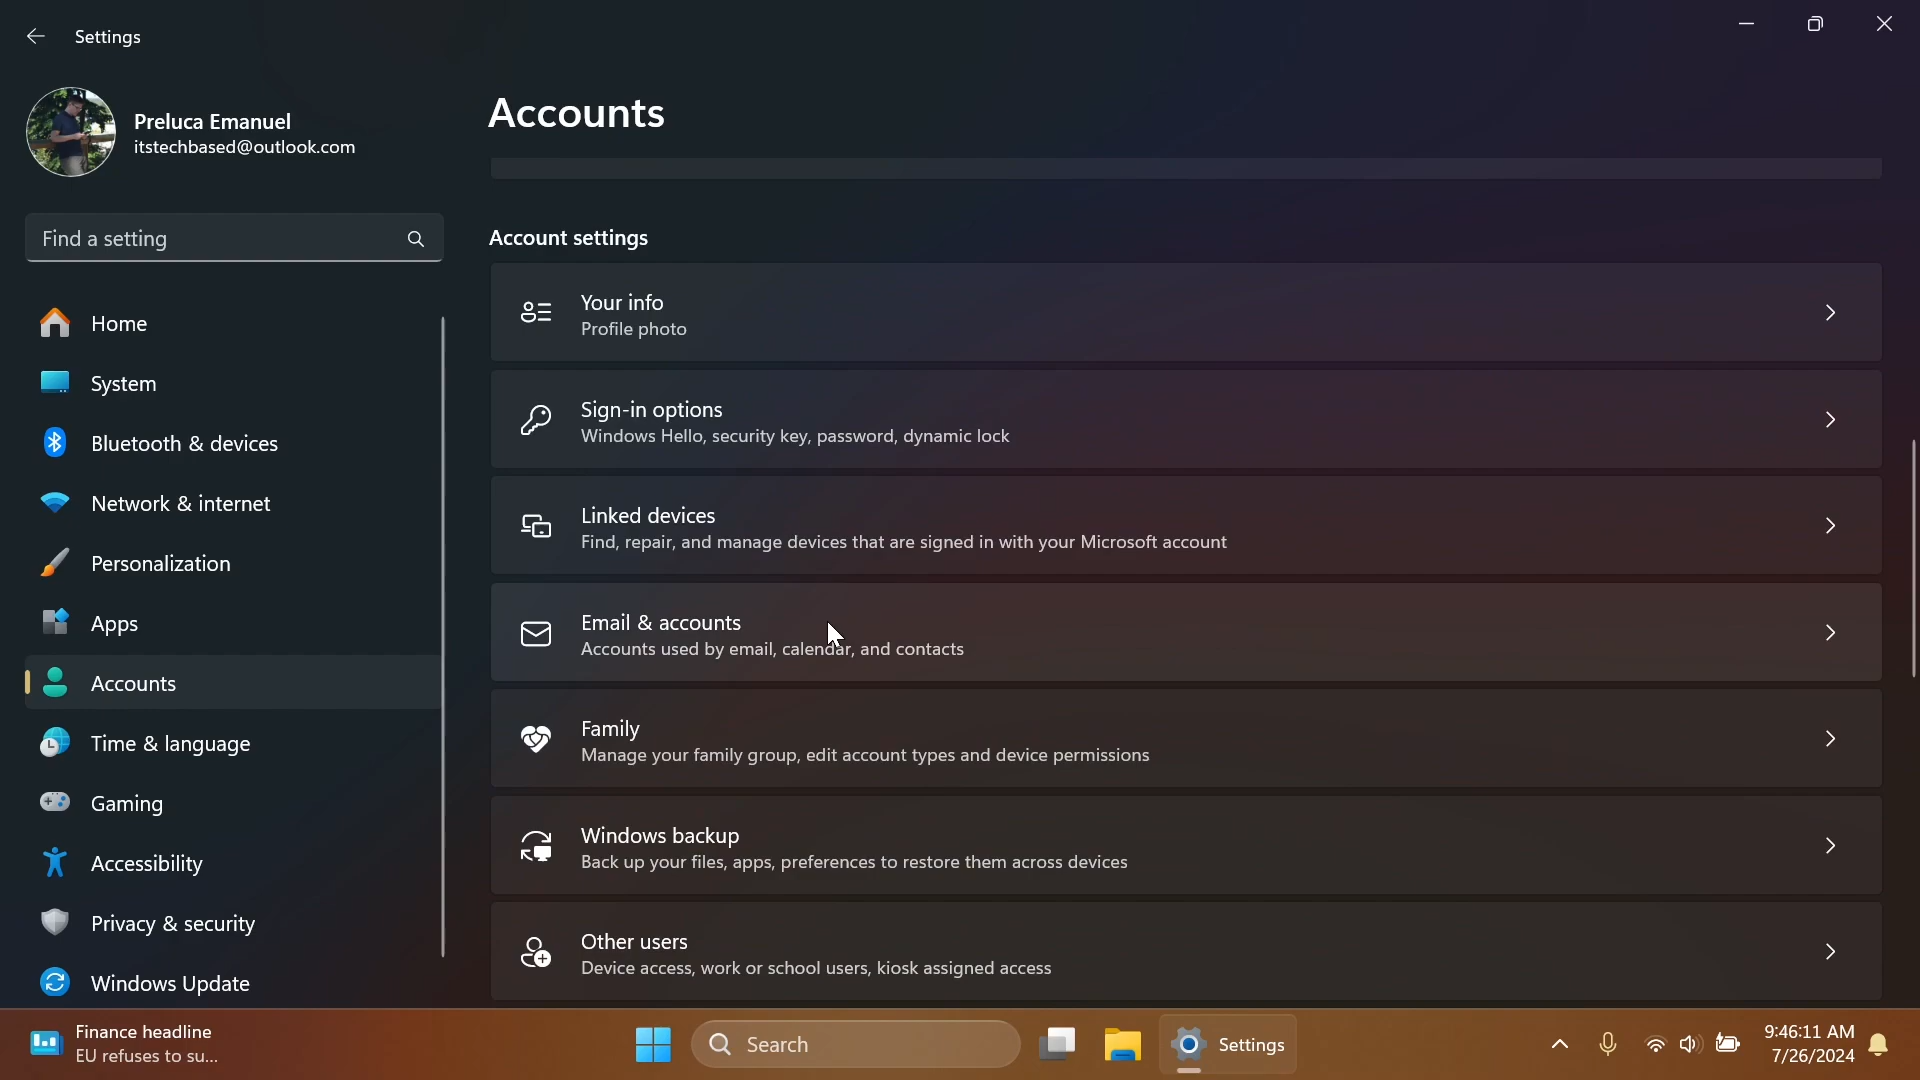 Settings
Preluca Emanuel
itstechbased@outlook.com
Find a setting
Home
System
Bluetooth & devices
Network & internet
Personalization
Apps
Accounts
Time & language
Gaming
Accessibility
Privacy & security
Windows Update
Accounts
Account settings
Your info
Profile photo
Sign-in options
Windows Hello, security key, password, dynamic lock
Linked devices
Find, repair, and manage devices that are signed in with your Microsoft account
Email & accounts
Accounts used by email, calendar, and contacts
Family
Manage your family group, edit account types and device permissions
Windows backup
Back up your files, apps, preferences to restore them across devices
Other users
Device access, work or school users, kiosk assigned access
Finance headline
EU refuses to su...
Search
Settings
9:46:11 AM
7/26/2024